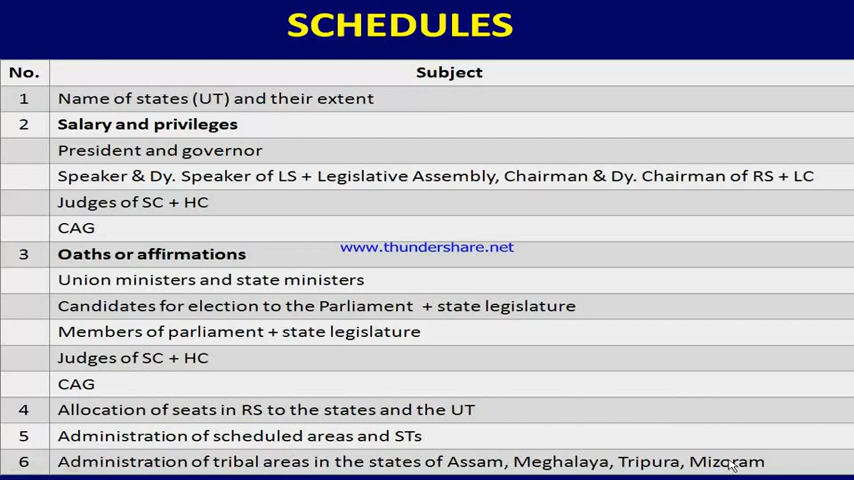 SCHEDULES
No. Subject
1 Name of states (UT) and their extent
2 Salary and privileges
President and governor
Speaker & Dy. Speaker of LS + Legislative Assembly, Chairman & Dy. Chairman of RS + LC
Judges of SC + HC
CAG
www.thundershare.net
3 Oaths or affirmations
Union ministers and state ministers
Candidates for election to the Parliament + state legislature
Members of parliament + state legislature
Judges of SC + HC
CAG
4 Allocation of seats in RS to the states and the UT
5 Administration of scheduled areas and STs
6 Administration of tribal areas in the states of Assam, Meghalaya, Tripura, Mizoram